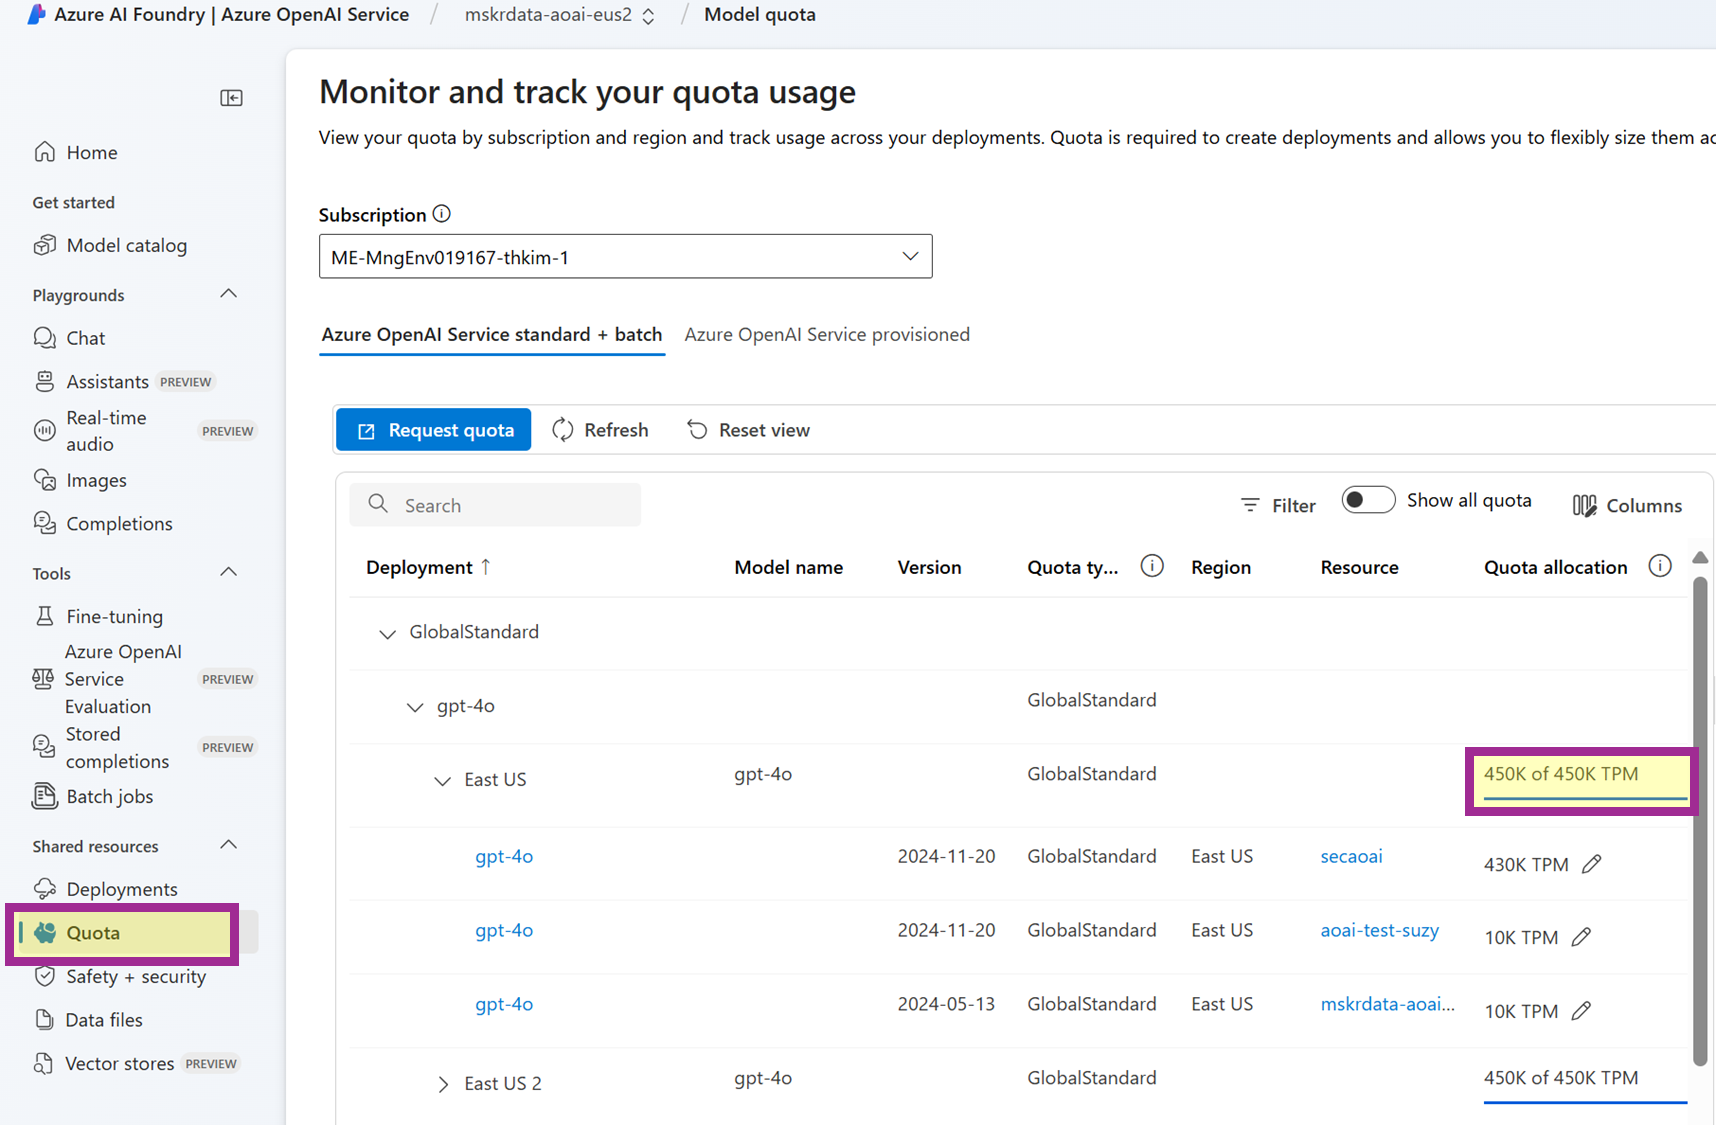 Azure AI Foundry | Azure OpenAI Service / mskrdata-aoai-eus2 / Model quota
Home
Get started
Model catalog
Playgrounds
Chat
Assistants PREVIEW
Real-time audio PREVIEW
Images
Completions
Tools
Fine-tuning
Azure OpenAI Service Evaluation PREVIEW
Stored completions PREVIEW
Batch jobs
Shared resources
Deployments
Quota
Safety + security
Data files
Vector stores PREVIEW
Monitor and track your quota usage
View your quota by subscription and region and track usage across your deployments. Quota is required to create deployments and allows you to flexibly size them ac
Subscription
ME-MngEnv019167-thkim-1
Azure OpenAI Service standard + batch Azure OpenAI Service provisioned
Request quota Refresh Reset view
Search Filter Show all quota Columns
Deployment ↑ Model name Version Quota ty... Region Resource Quota allocation
GlobalStandard
gpt-4o GlobalStandard
East US gpt-4o GlobalStandard 450K of 450K TPM
gpt-4o 2024-11-20 GlobalStandard East US secaoai 430K TPM
gpt-4o 2024-11-20 GlobalStandard East US aoai-test-suzy 10K TPM
gpt-4o 2024-05-13 GlobalStandard East US mskrdata-aoai... 10K TPM
East US 2 gpt-4o GlobalStandard 450K of 450K TPM